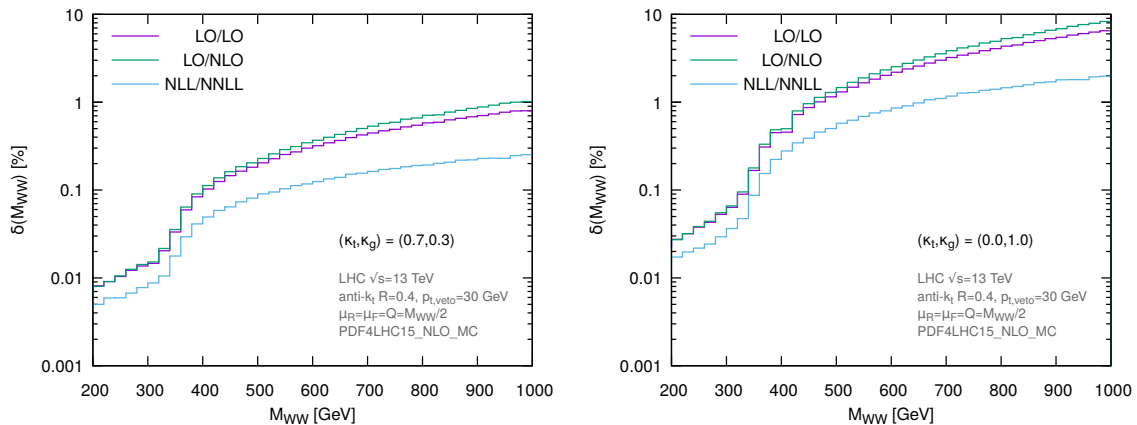 10
1
0.1
0.01
0.001
200 300 400 500 600 700 800 900 1000
δ(M_WW) [%]
M_WW [GeV]
LO/LO
LO/NLO
NLL/NNLL
(κ_t,κ_g) = (0.7,0.3)
LHC √s=13 TeV
anti-k_t R=0.4, p_t,veto=30 GeV
μ_R=μ_F=Q=M_WW/2
PDF4LHC15_NLO_MC
10
1
0.1
0.01
0.001
200 300 400 500 600 700 800 900 1000
δ(M_WW) [%]
M_WW [GeV]
LO/LO
LO/NLO
NLL/NNLL
(κ_t,κ_g) = (0.0,1.0)
LHC √s=13 TeV
anti-k_t R=0.4, p_t,veto=30 GeV
μ_R=μ_F=Q=M_WW/2
PDF4LHC15_NLO_MC